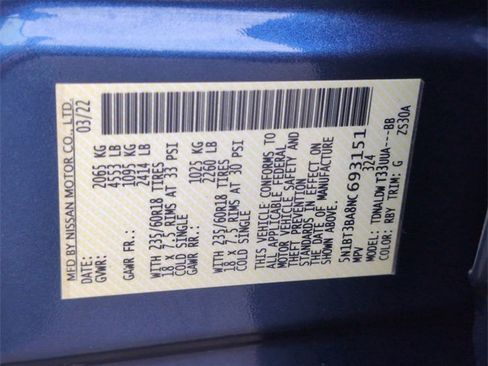 MFD BY NISSAN MOTOR CO., LTD.
DATE: 03/22
GVWR: 2065 KG
4553 LB
GAWR FR.: 1095 KG
2414 LB
WITH 235/60R18 TIRES
18 X 7.5 RIMS AT 33 PSI
COLD SINGLE
GAWR RR.: 1025 KG
2260 LB
WITH 235/60R18 TIRES
18 X 7.5 RIMS AT 30 PSI
COLD SINGLE
THIS VEHICLE CONFORMS TO
ALL APPLICABLE FEDERAL
MOTOR VEHICLE SAFETY
AND THEFT PREVENTION
STANDARDS IN EFFECT ON
THE DATE OF MANUFACTURE
SHOWN ABOVE.
5N1BT3BA8NC693151
MPV 324
MODEL: TDNALDW T33UUA---BB
COLOR: RBY TRIM: G ZS30A